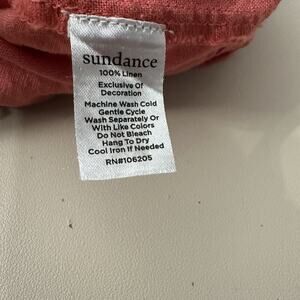 sundance
100% Linen
Exclusive Of
Decoration
Machine Wash Cold
Gentle Cycle
Wash Separately Or
With Like Colors
Do Not Bleach
Hang To Dry
Cool Iron If Needed
RN#106205